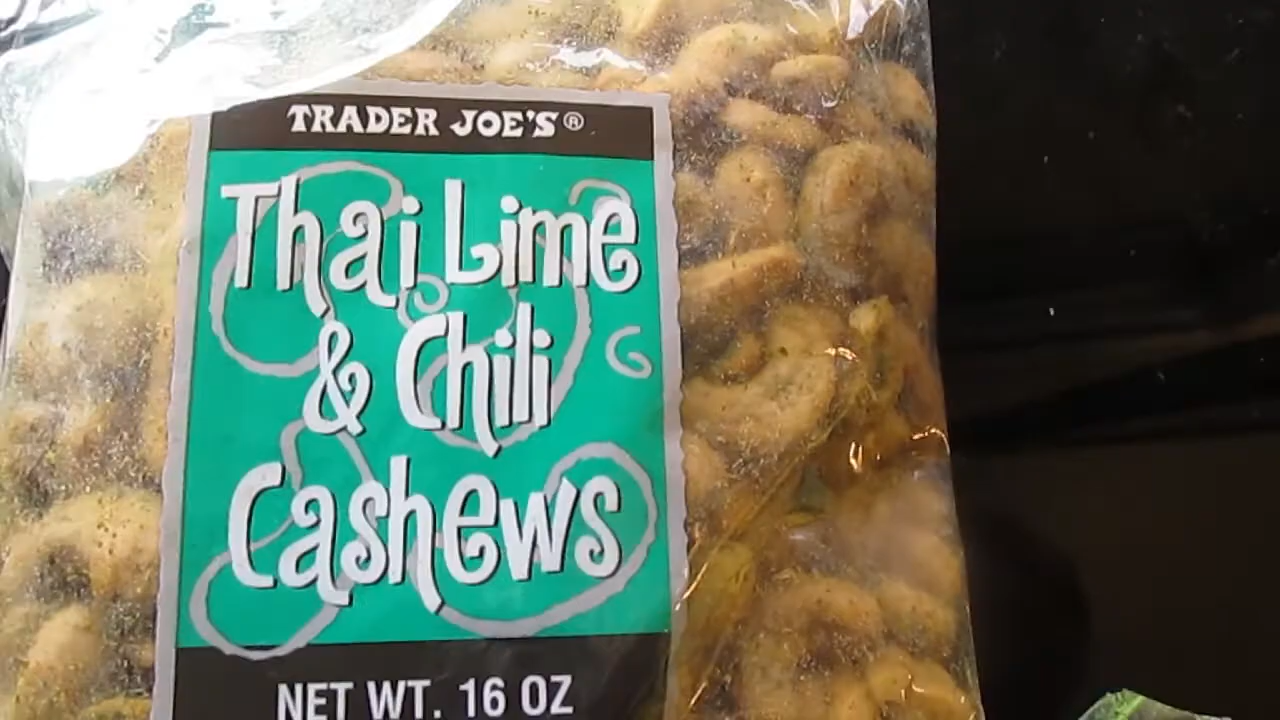 TRADER JOE'S®
Thai Lime
& Chili
Cashews
NET WT. 16 OZ